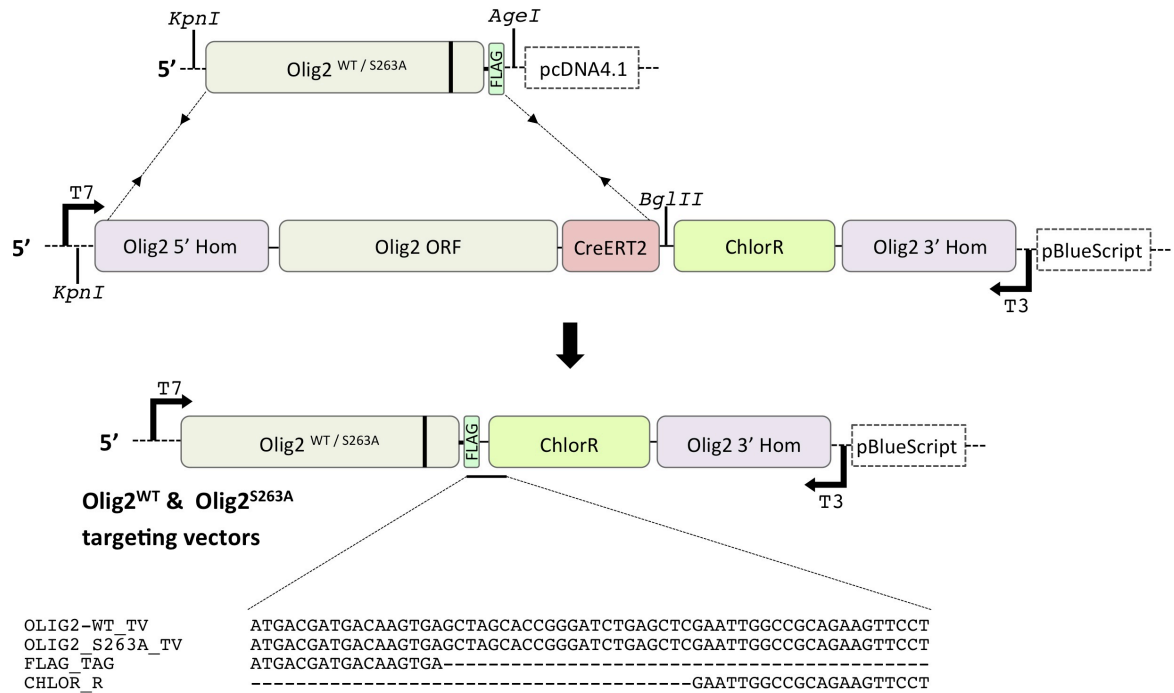 KpnI AgeI
5’ Olig2 WT / S263A FLAG pcDNA4.1
T7 BglII
5’ Olig2 5’ Hom Olig2 ORF CreERT2 ChlorR Olig2 3’ Hom pBlueScript
KpnI T3
T7
5’ Olig2 WT / S263A FLAG ChlorR Olig2 3’ Hom pBlueScript
T3
Olig2WT & Olig2S263A
targeting vectors
OLIG2-WT_TV ATGACGATGACAAGTGAGCTAGCACCGGGATCTGAGCTCGAATTGGCCGCAGAAGTTCCT
OLIG2_S263A_TV ATGACGATGACAAGTGAGCTAGCACCGGGATCTGAGCTCGAATTGGCCGCAGAAGTTCCT
FLAG_TAG ATGACGATGACAAGTGA-------------------------------------------
CHLOR_R ---------------------------------------GAATTGGCCGCAGAAGTTCCT